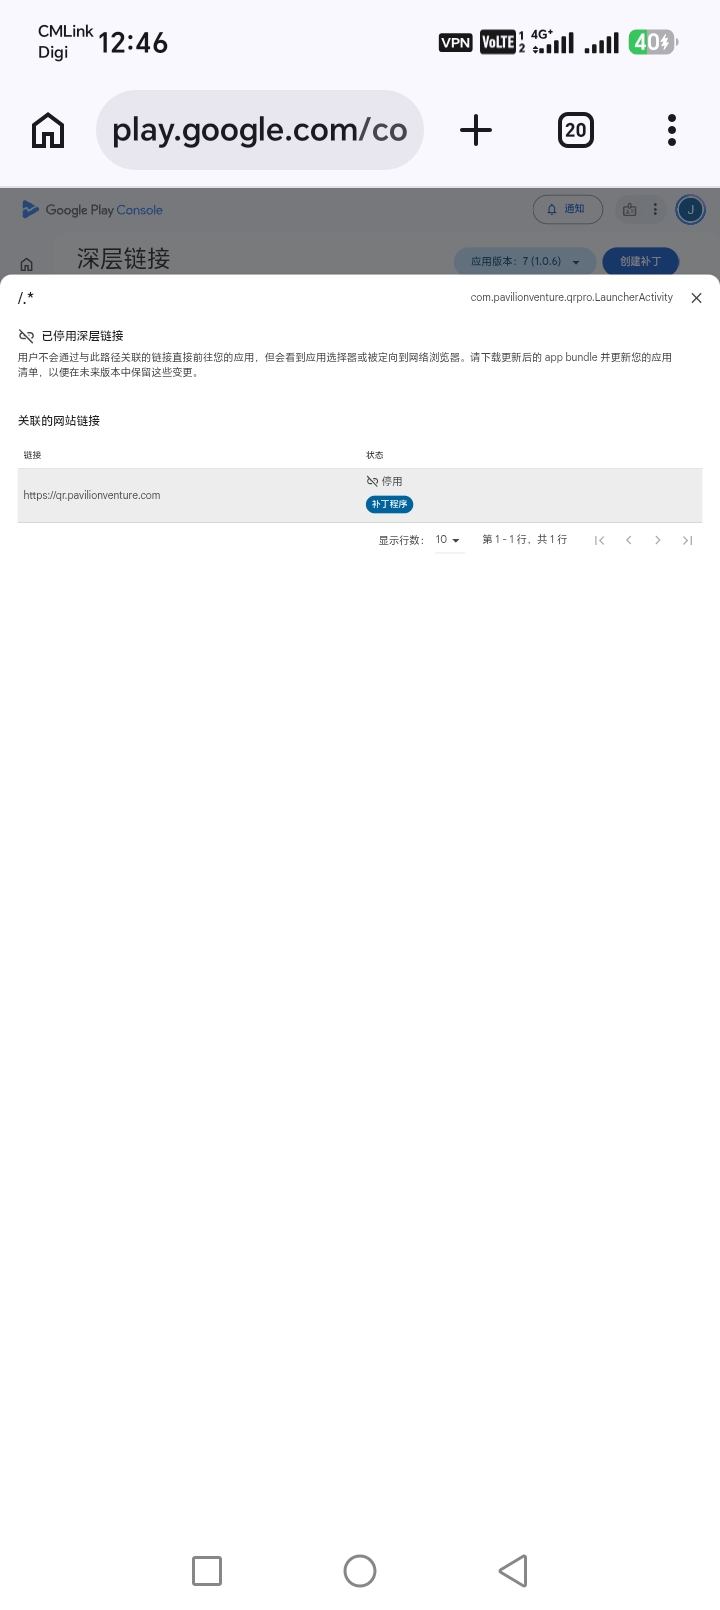 CMLink
Digi
12:46
VPN
VoLTE
1
2
4G+
40
play.google.com/co
20
Google Play Console
通知
J
深层链接
应用版本：7 (1.0.6)
创建补丁
/.*
com.pavilionventure.qrpro.LauncherActivity
已停用深层链接
用户不会通过与此路径关联的链接直接前往您的应用，但会看到应用选择器或被定向到网络浏览器。请下载更新后的 app bundle 并更新您的应用
清单，以便在未来版本中保留这些变更。
关联的网站链接
链接
状态
https://qr.pavilionventure.com
停用
补丁程序
显示行数：
10
第 1 - 1 行，共 1 行